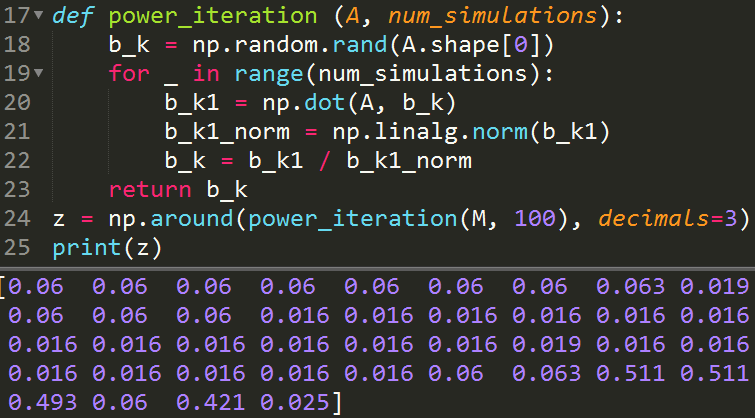 17▼ def power_iteration (A, num_simulations):
18 b_k = np.random.rand(A.shape[0])
19▼ for _ in range(num_simulations):
20 b_k1 = np.dot(A, b_k)
21 b_k1_norm = np.linalg.norm(b_k1)
22 b_k = b_k1 / b_k1_norm
23 return b_k
24 z = np.around(power_iteration(M, 100), decimals=3)
25 print(z)
[0.06 0.06 0.06 0.06 0.06 0.06 0.06 0.063 0.019
0.06 0.06 0.06 0.016 0.016 0.016 0.016 0.016 0.016
0.016 0.016 0.016 0.016 0.016 0.016 0.019 0.016 0.016
0.016 0.016 0.016 0.016 0.016 0.06 0.063 0.511 0.511
0.493 0.06 0.421 0.025]